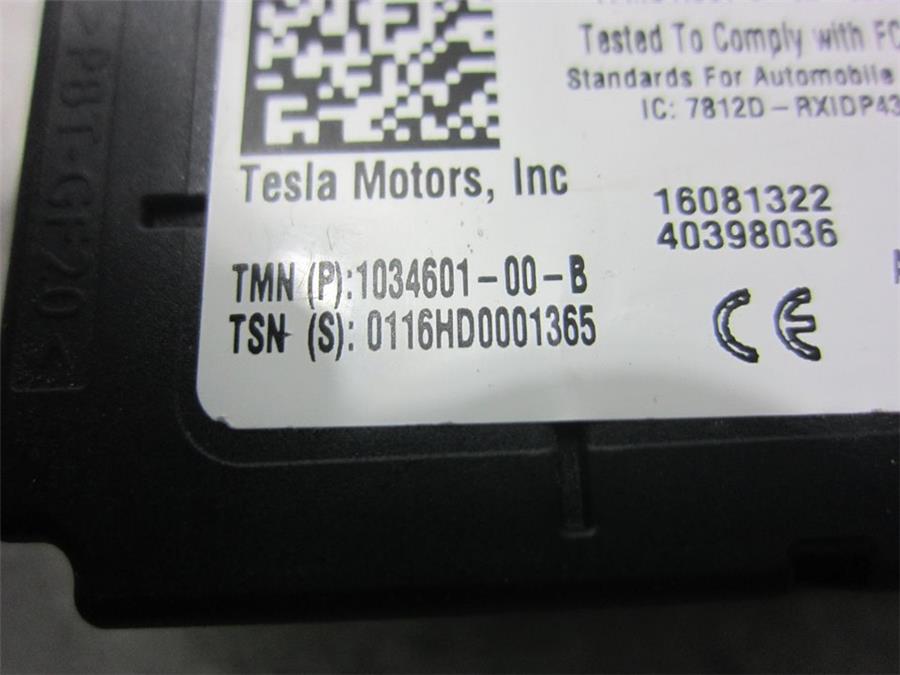 Tested To Comply with FC
Standards For Automobile
IC: 7812D-RXIDP43
Tesla Motors, Inc
16081322
40398036
TMN (P):1034601-00-B
TSN (S): 0116HD0001365
CE
>PBT-GF20<